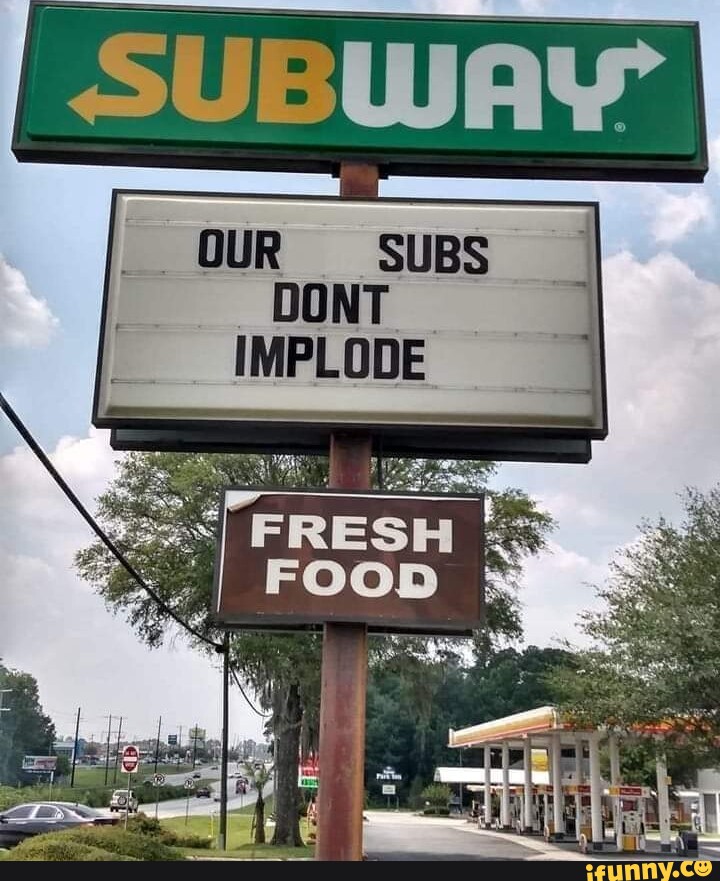 SUBWAY®
OUR SUBS
DONT
IMPLODE
FRESH
FOOD
ifunny.co